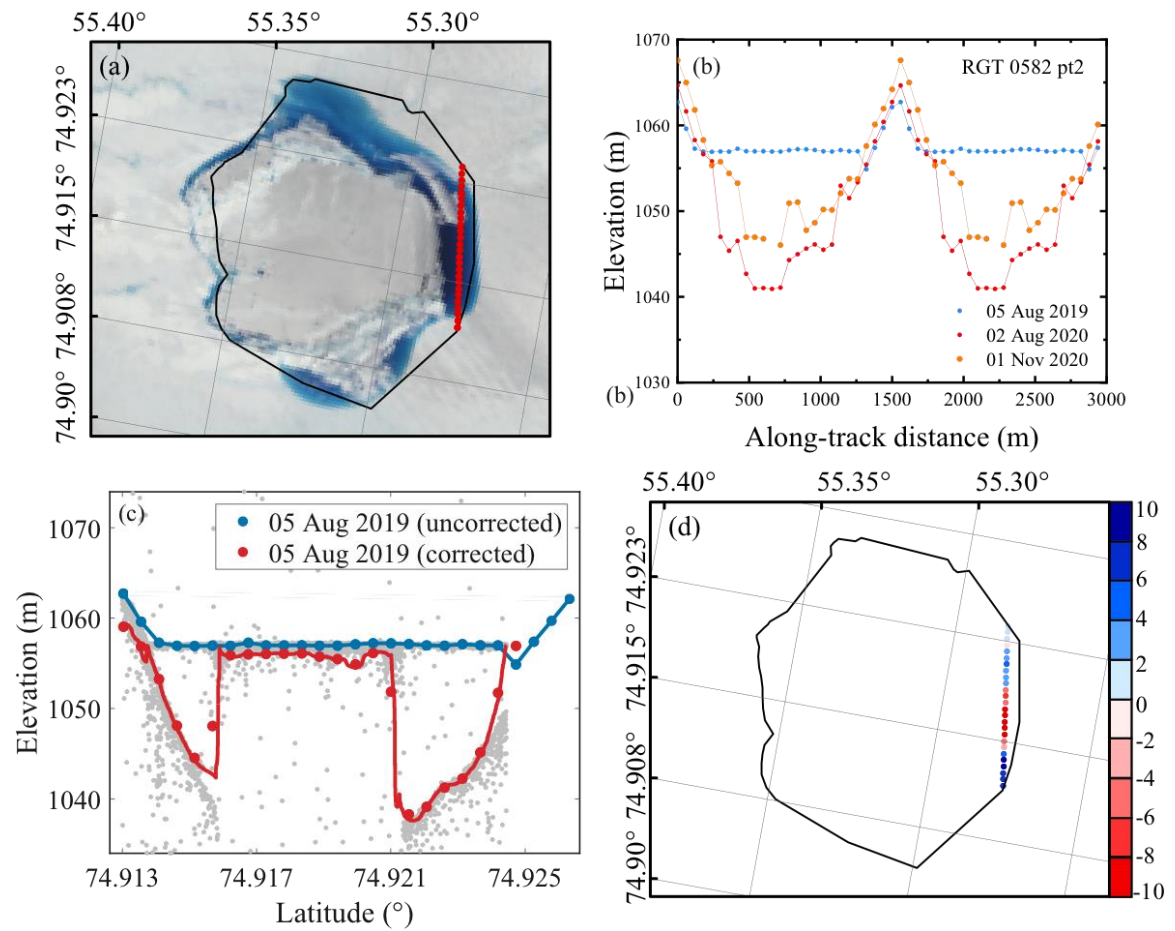 55.40° 55.35° 55.30°
(a)
74.923°
74.915°
74.908°
74.90°
1070
1060
1050
1040
1030
Elevation (m)
(b)
RGT 0582 pt2
05 Aug 2019
02 Aug 2020
01 Nov 2020
(b)
0 500 1000 1500 2000 2500 3000
Along-track distance (m)
(c)
05 Aug 2019 (uncorrected)
05 Aug 2019 (corrected)
1070
1060
1050
1040
Elevation (m)
74.913 74.917 74.921 74.925
Latitude (°)
55.40° 55.35° 55.30°
(d)
74.923°
74.915°
74.908°
74.90°
10
8
6
4
2
0
-2
-4
-6
-8
-10